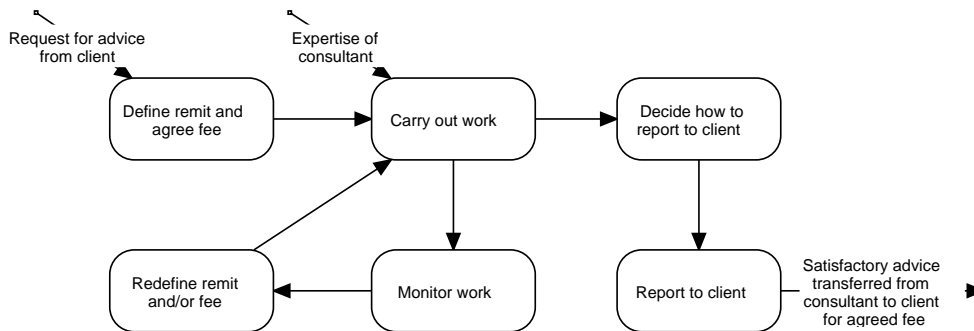 Request for advice
from client
Expertise of
consultant
Define remit and
agree fee
Carry out work
Decide how to
report to client
Redefine remit
and/or fee
Monitor work
Report to client
Satisfactory advice
transferred from
consultant to client
for agreed fee